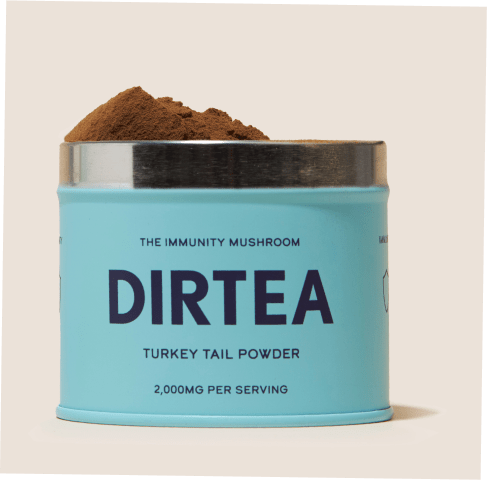 THE IMMUNITY MUSHROOM
DIRTEA
TURKEY TAIL POWDER
2,000MG PER SERVING